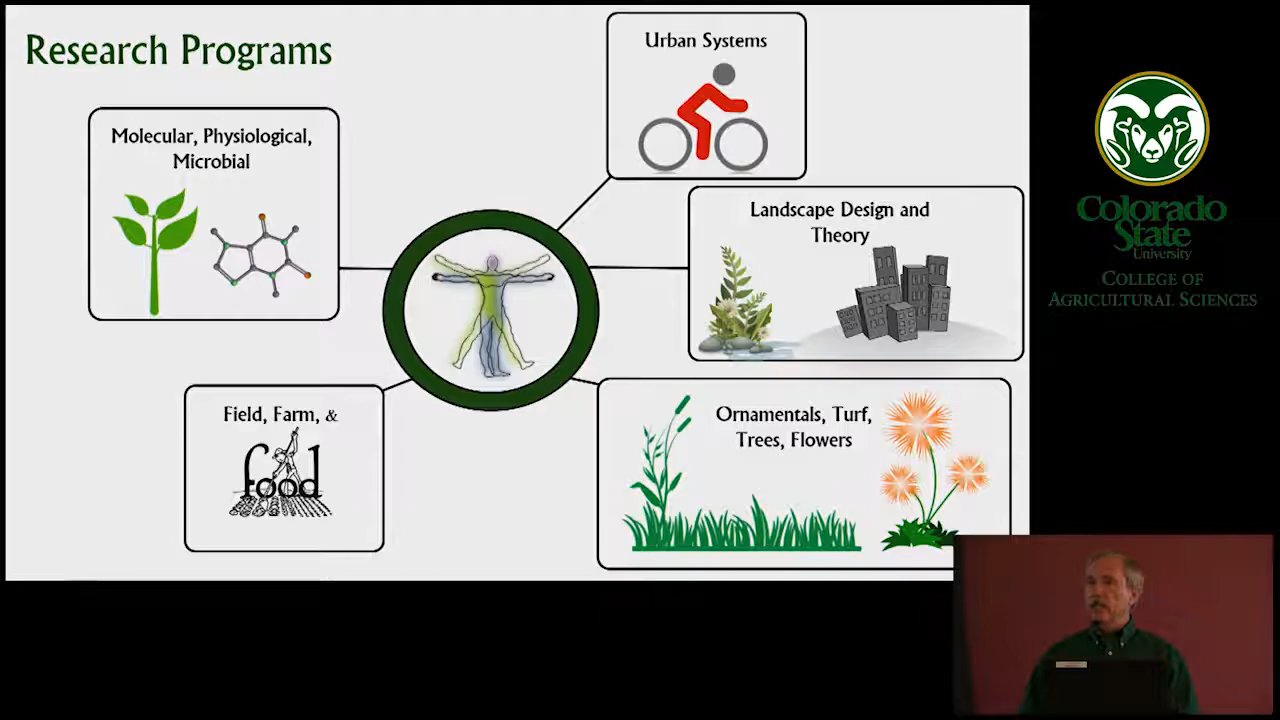 Research Programs
Urban Systems
Molecular, Physiological,
Microbial
Landscape Design and
Theory
Field, Farm, &
food
Ornamentals, Turf,
Trees, Flowers
Colorado
State
University
COLLEGE OF
AGRICULTURAL SCIENCES